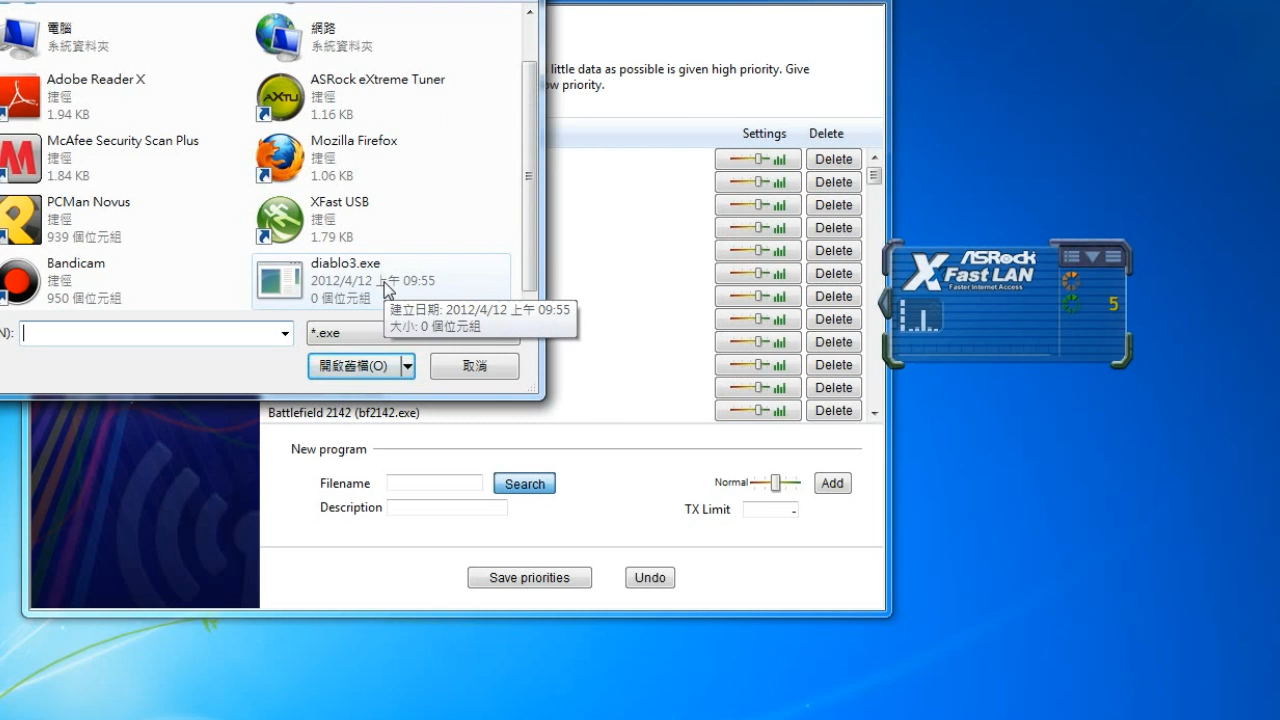 電腦
系統資料夾
網路
系統資料夾
Adobe Reader X
捷徑
1.94 KB
ASRock eXtreme Tuner
捷徑
1.16 KB
AXTU
McAfee Security Scan Plus
捷徑
1.84 KB
Mozilla Firefox
捷徑
1.06 KB
PCMan Novus
捷徑
939 個位元組
XFast USB
捷徑
1.79 KB
Bandicam
捷徑
950 個位元組
diablo3.exe
2012/4/12 上午 09:55
0 個位元組
建立日期: 2012/4/12 上午 09:55
大小: 0 個位元組
N):
*.exe
開啟舊檔(O)
取消
little data as possible is given high priority. Give
ow priority.
Settings
Delete
Delete
Delete
Delete
Delete
Delete
Delete
Delete
Delete
Delete
Delete
Delete
Battlefield 2142 (bf2142.exe)
Delete
New program
Filename
Search
Normal
Add
Description
TX Limit
-
Save priorities
Undo
ASRock
XFast LAN
Faster Internet Access
5